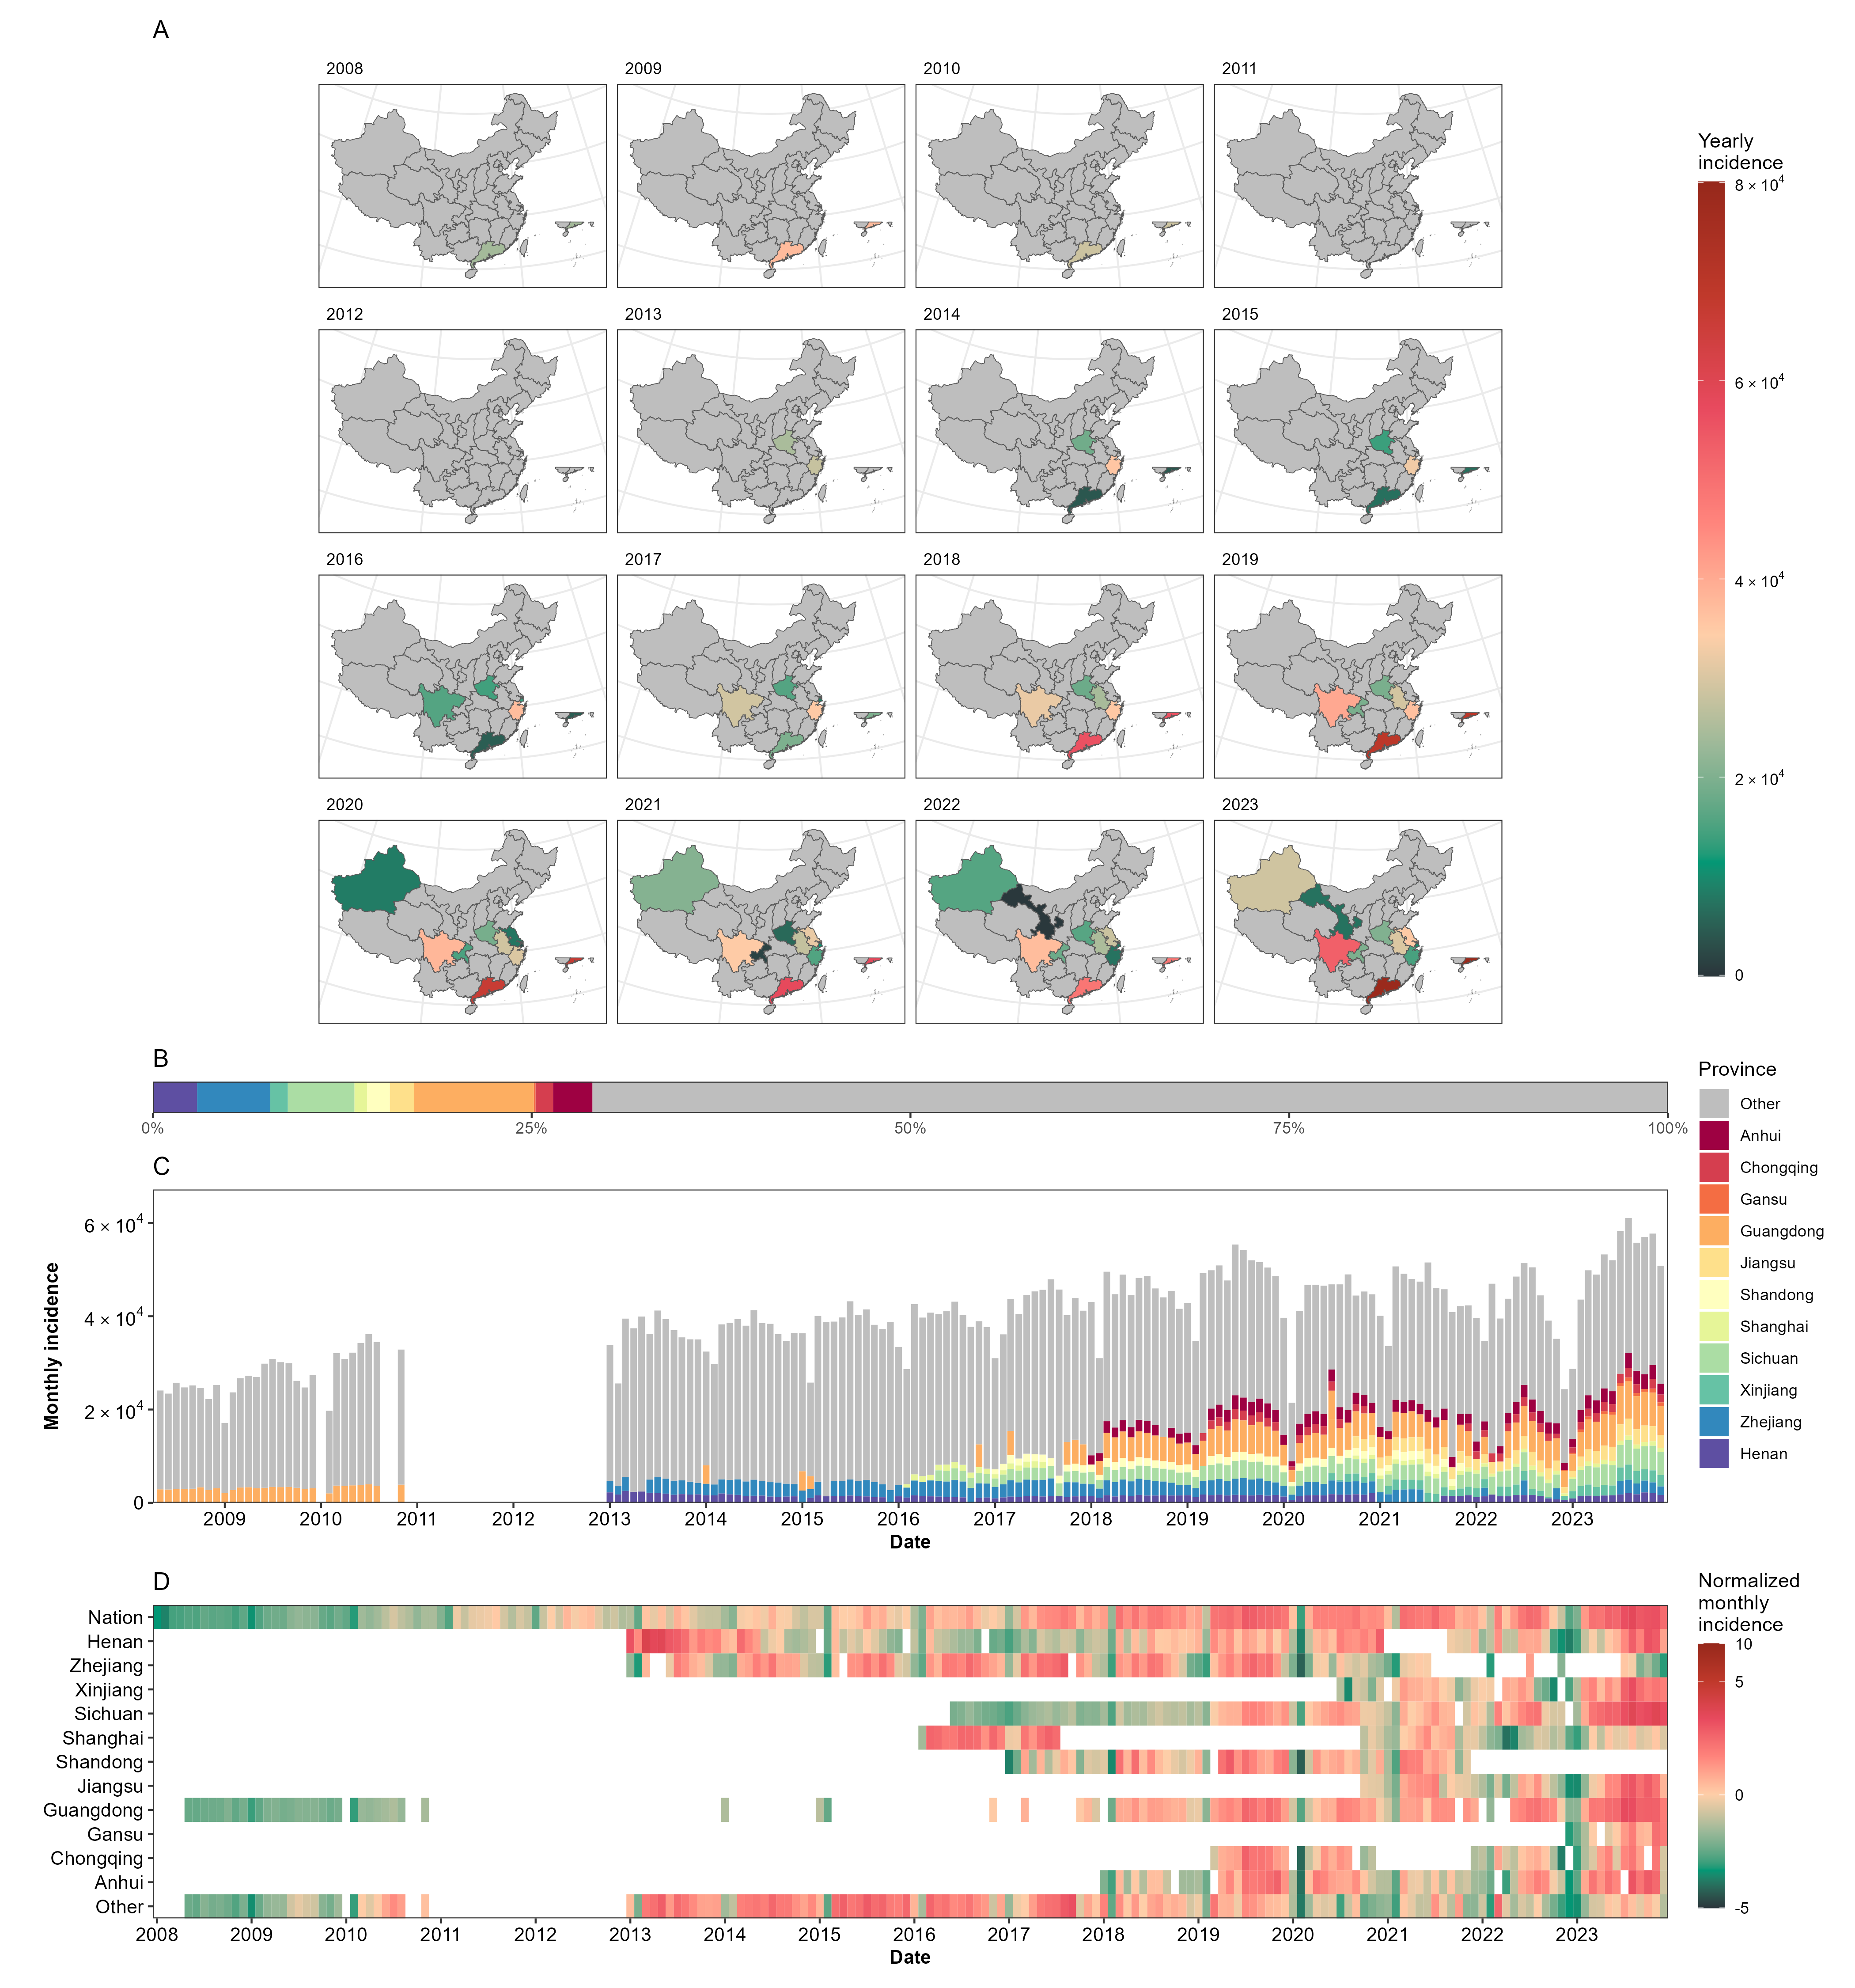 A
2008
2009
2010
2011
2012
2013
2014
2015
2016
2017
2018
2019
2020
2021
2022
2023
Yearly
incidence
8 × 10⁴
6 × 10⁴
4 × 10⁴
2 × 10⁴
0
B
0%
25%
50%
75%
100%
Province
Other
Anhui
Chongqing
Gansu
Guangdong
Jiangsu
Shandong
Shanghai
Sichuan
Xinjiang
Zhejiang
Henan
C
Monthly incidence
6 × 10⁴
4 × 10⁴
2 × 10⁴
0
2009
2010
2011
2012
2013
2014
2015
2016
2017
2018
2019
2020
2021
2022
2023
Date
D
Nation
Henan
Zhejiang
Xinjiang
Sichuan
Shanghai
Shandong
Jiangsu
Guangdong
Gansu
Chongqing
Anhui
Other
2008
2009
2010
2011
2012
2013
2014
2015
2016
2017
2018
2019
2020
2021
2022
2023
Date
Normalized
monthly
incidence
10
5
0
-5